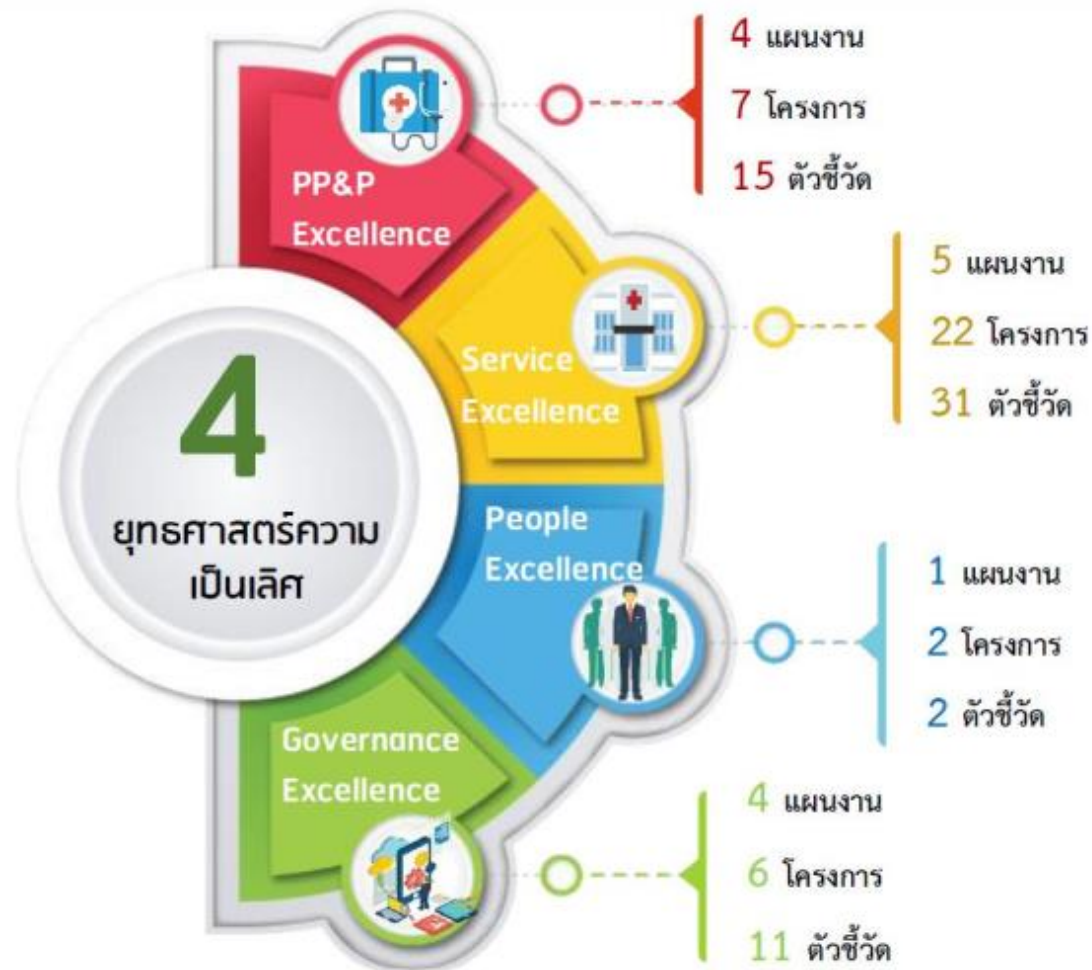 4
ยุทธศาสตร์ความ
เป็นเลิศ
PP&P
Excellence
4 แผนงาน
7 โครงการ
15 ตัวชี้วัด
Service
Excellence
5 แผนงาน
22 โครงการ
31 ตัวชี้วัด
People
Excellence
1 แผนงาน
2 โครงการ
2 ตัวชี้วัด
Governance
Excellence
4 แผนงาน
6 โครงการ
11 ตัวชี้วัด